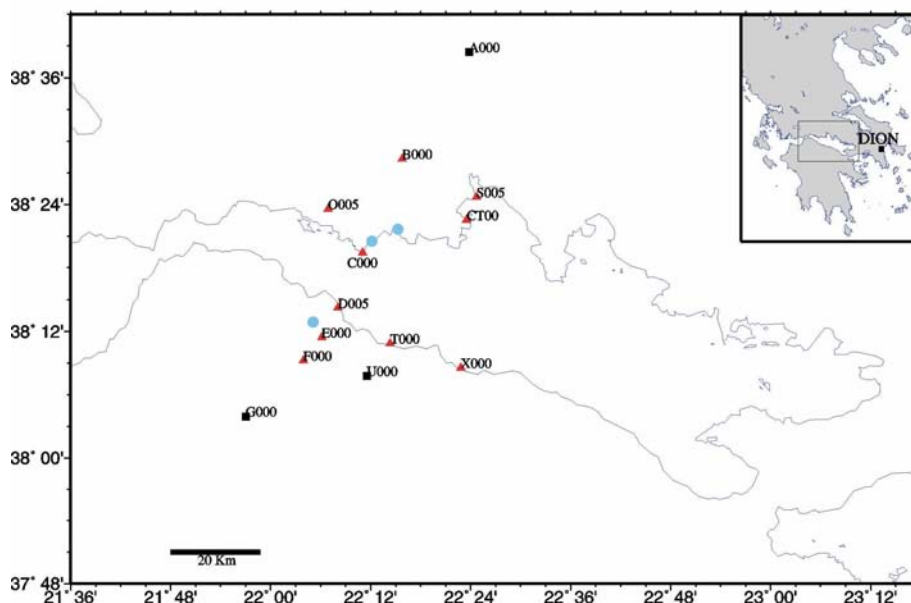 A000
38° 36'
DION
B000
38° 24'
O005
S005
CT00
C000
D005
38° 12'
E000
T000
F000
U000
X000
G000
38° 00'
20 Km
37° 48'
21° 36' 21° 48' 22° 00' 22° 12' 22° 24' 22° 36' 22° 48' 23° 00' 23° 12'